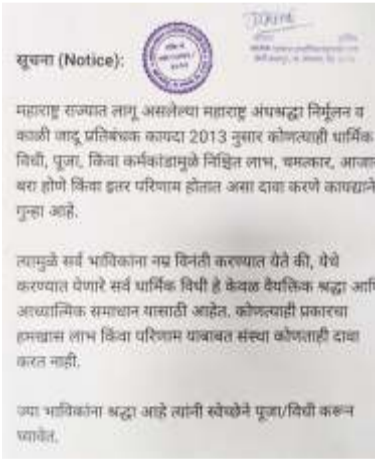 सूचना (Notice):
महाराष्ट्र राज्यात लागू असलेल्या महाराष्ट्र अंधश्रद्धा निर्मूलन व
काळी जादू प्रतिबंधक कायदा 2013 नुसार कोणत्याही धार्मिक
विधी, पूजा, किंवा कर्मकांडामुळे निश्चित लाभ, चमत्कार, आजार
बरा होणे किंवा इतर परिणाम होतात असा दावा करणे कायद्याने
गुन्हा आहे.
त्यामुळे सर्व भाविकांना नम्र विनंती करण्यात येते की, येथे
करण्यात येणारे सर्व धार्मिक विधी हे केवळ वैयक्तिक श्रद्धा आणि
आध्यात्मिक समाधान यासाठी आहेत. कोणत्याही प्रकारचा
हमखास लाभ किंवा परिणाम याबाबत संस्था कोणताही दावा
करत नाही.
ज्या भाविकांना श्रद्धा आहे त्यांनी स्वेच्छेने पूजा/विधी करून
घ्यावेत.